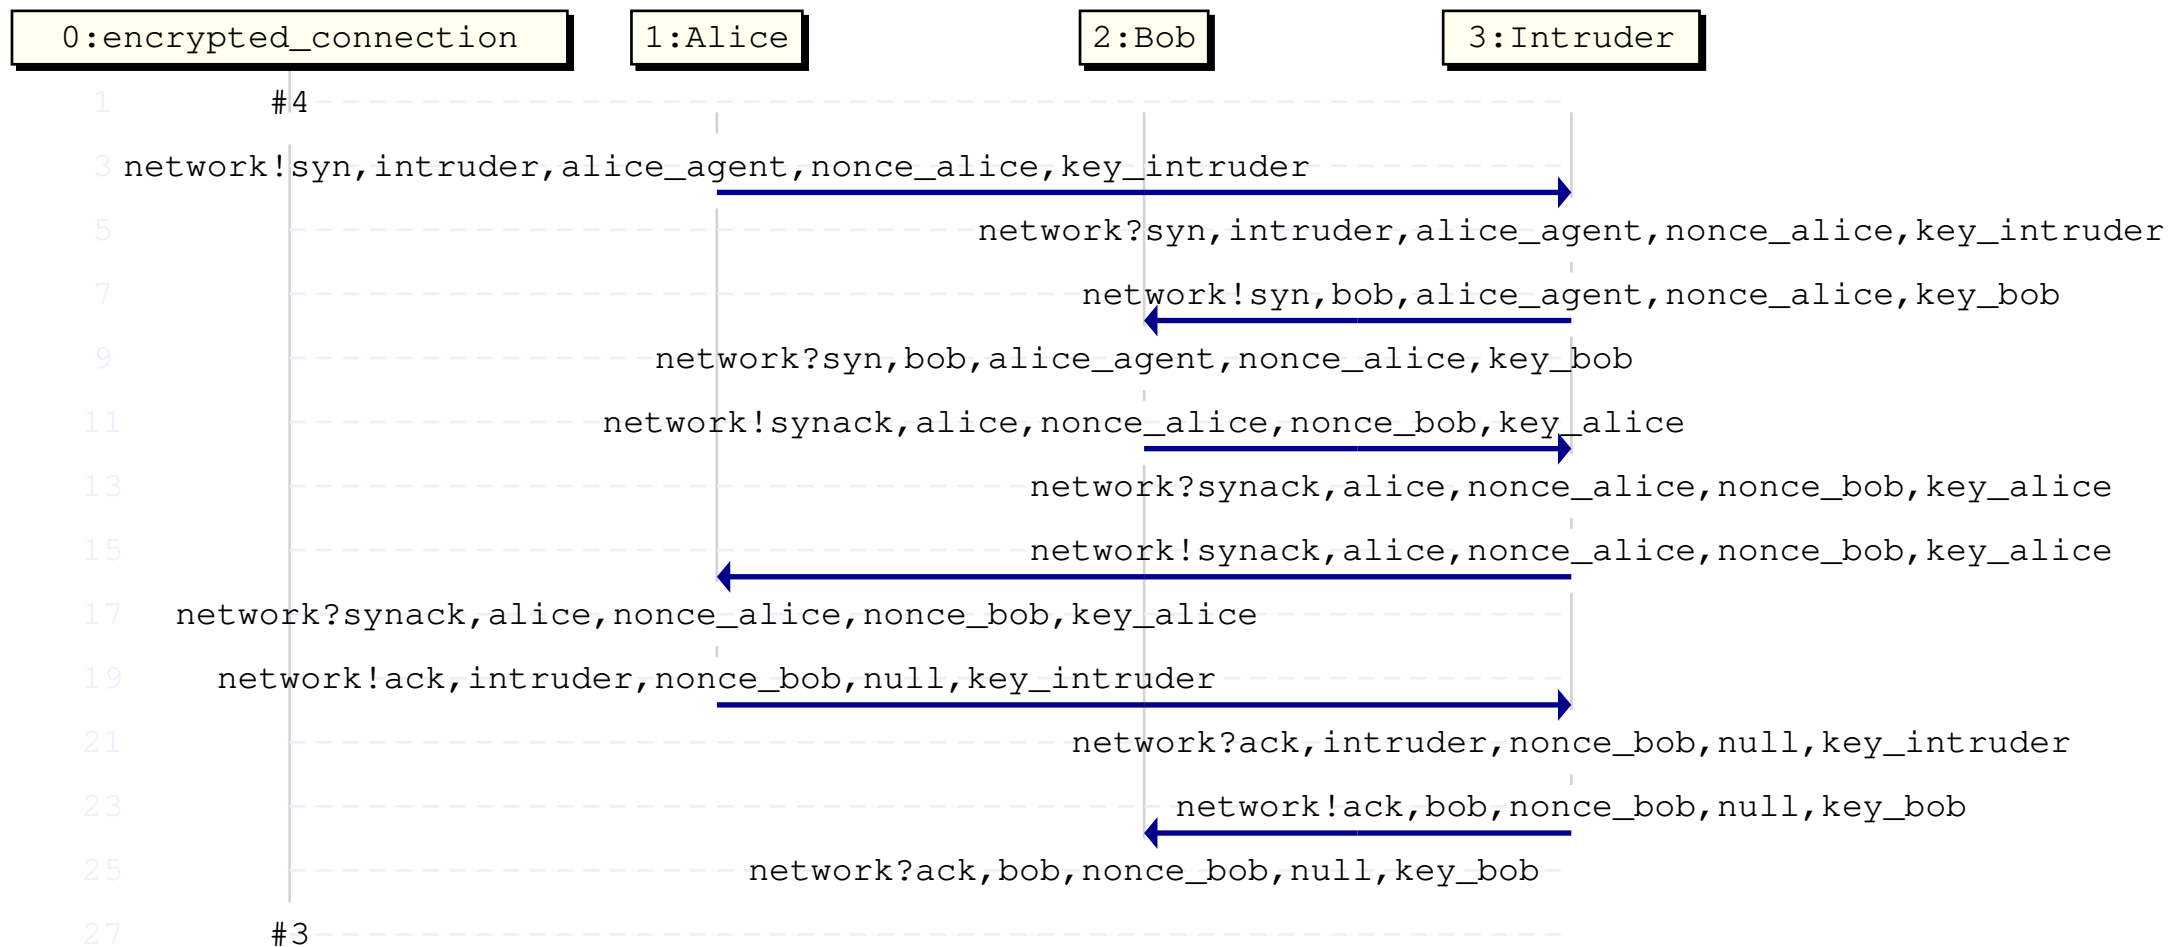 0:encrypted_connection 1:Alice 2:Bob 3:Intruder
1 #4
3 network!syn,intruder,alice_agent,nonce_alice,key_intruder
5 network?syn,intruder,alice_agent,nonce_alice,key_intruder
7 network!syn,bob,alice_agent,nonce_alice,key_bob
9 network?syn,bob,alice_agent,nonce_alice,key_bob
11 network!synack,alice,nonce_alice,nonce_bob,key_alice
13 network?synack,alice,nonce_alice,nonce_bob,key_alice
15 network!synack,alice,nonce_alice,nonce_bob,key_alice
17 network?synack,alice,nonce_alice,nonce_bob,key_alice
19 network!ack,intruder,nonce_bob,null,key_intruder
21 network?ack,intruder,nonce_bob,null,key_intruder
23 network!ack,bob,nonce_bob,null,key_bob
25 network?ack,bob,nonce_bob,null,key_bob
27 #3